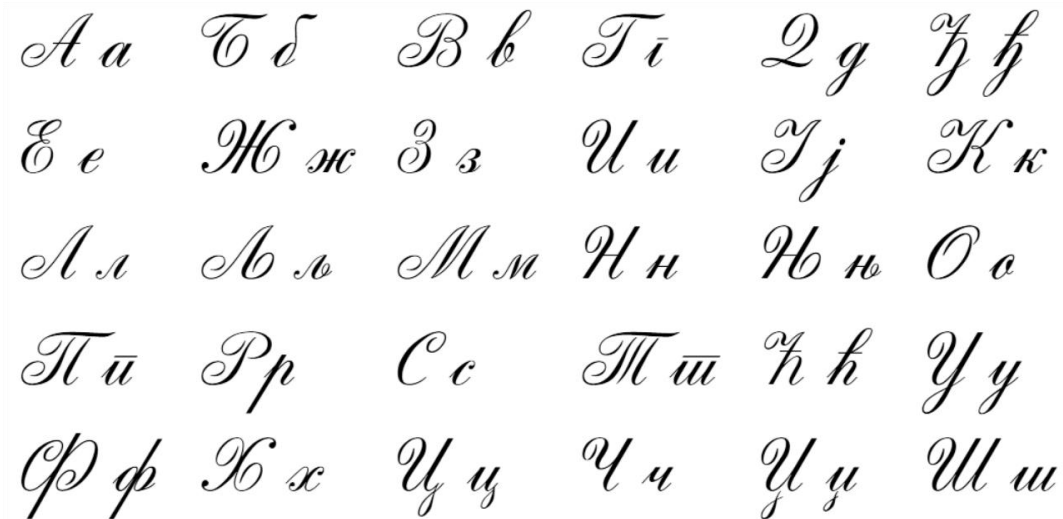 А а Б б В в Г г Д д Ђ ђ
Е е Ж ж З з И и Ј ј К к
Л л Љ љ М м Н н Њ њ О о
П п Р р С с Т т Ћ ћ У у
Ф ф Х х Ц ц Ч ч Џ џ Ш ш